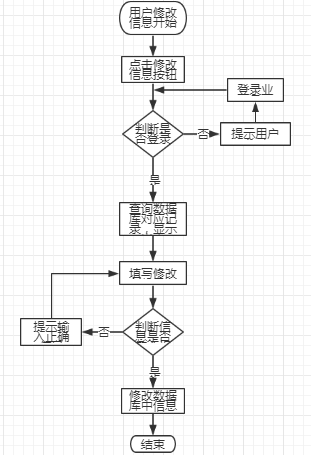 用户修改
信息开始
点击修改
信息按钮
登录业
判断是
否登录
否
提示用户
是
查询数据
库对应记
录，显示
填写修改
提示输
入正确
否
判断信
息是否
是
修改数据
库中信息
结束